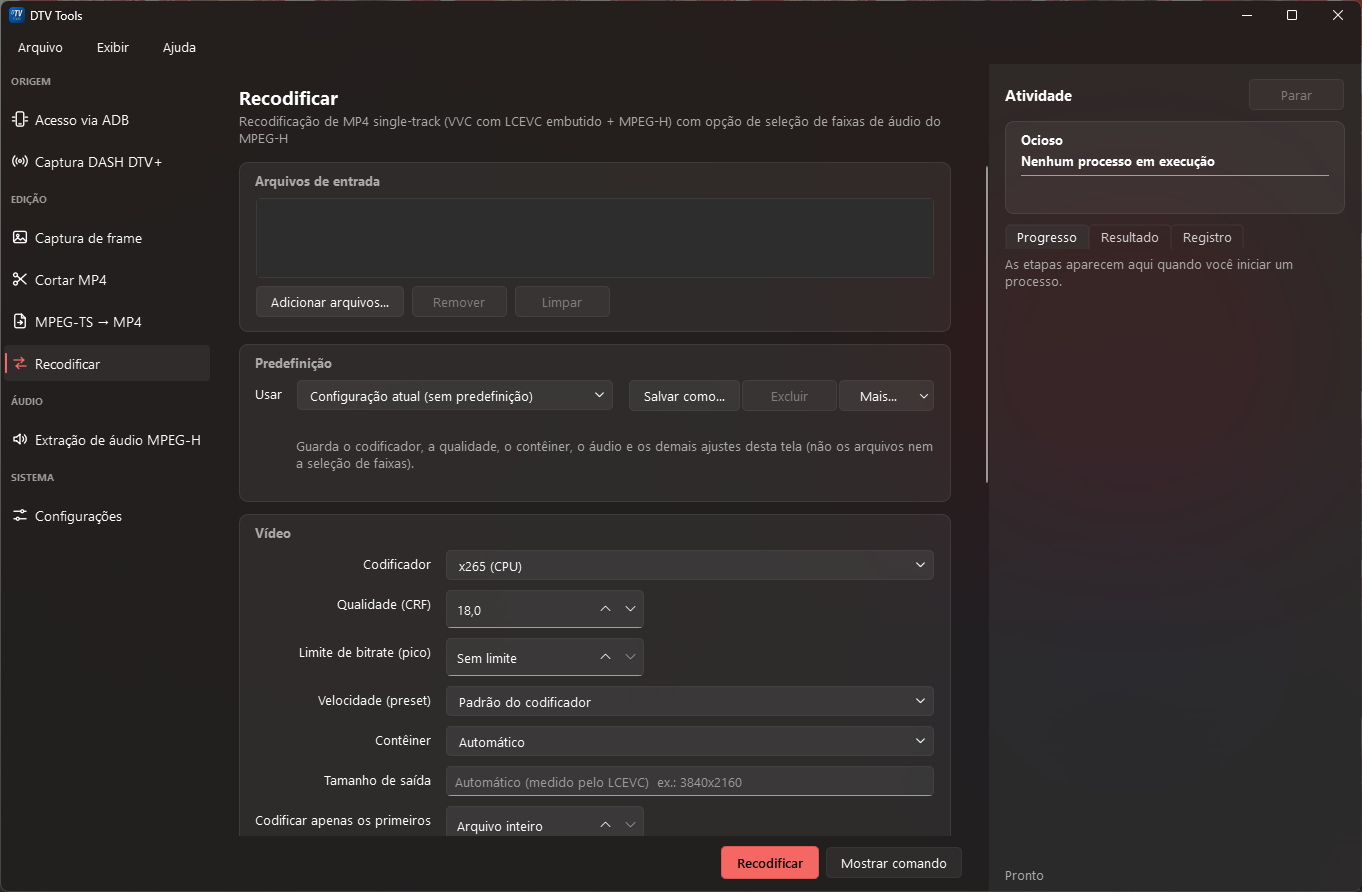 DTV Tools
Arquivo Exibir Ajuda
ORIGEM
Acesso via ADB
Captura DASH DTV+
EDIÇÃO
Captura de frame
Cortar MP4
MPEG-TS → MP4
Recodificar
ÁUDIO
Extração de áudio MPEG-H
SISTEMA
Configurações
Recodificar
Recodificação de MP4 single-track (VVC com LCEVC embutido + MPEG-H) com opção de seleção de faixas de áudio do
MPEG-H
Arquivos de entrada
Adicionar arquivos... Remover Limpar
Predefinição
Usar Configuração atual (sem predefinição) Salvar como... Excluir Mais...
Guarda o codificador, a qualidade, o contêiner, o áudio e os demais ajustes desta tela (não os arquivos nem
a seleção de faixas).
Vídeo
Codificador x265 (CPU)
Qualidade (CRF) 18,0
Limite de bitrate (pico) Sem limite
Velocidade (preset) Padrão do codificador
Contêiner Automático
Tamanho de saída Automático (medido pelo LCEVC) ex.: 3840x2160
Codificar apenas os primeiros Arquivo inteiro
Recodificar Mostrar comando
Atividade Parar
Ocioso
Nenhum processo em execução
Progresso Resultado Registro
As etapas aparecem aqui quando você iniciar um
processo.
Pronto